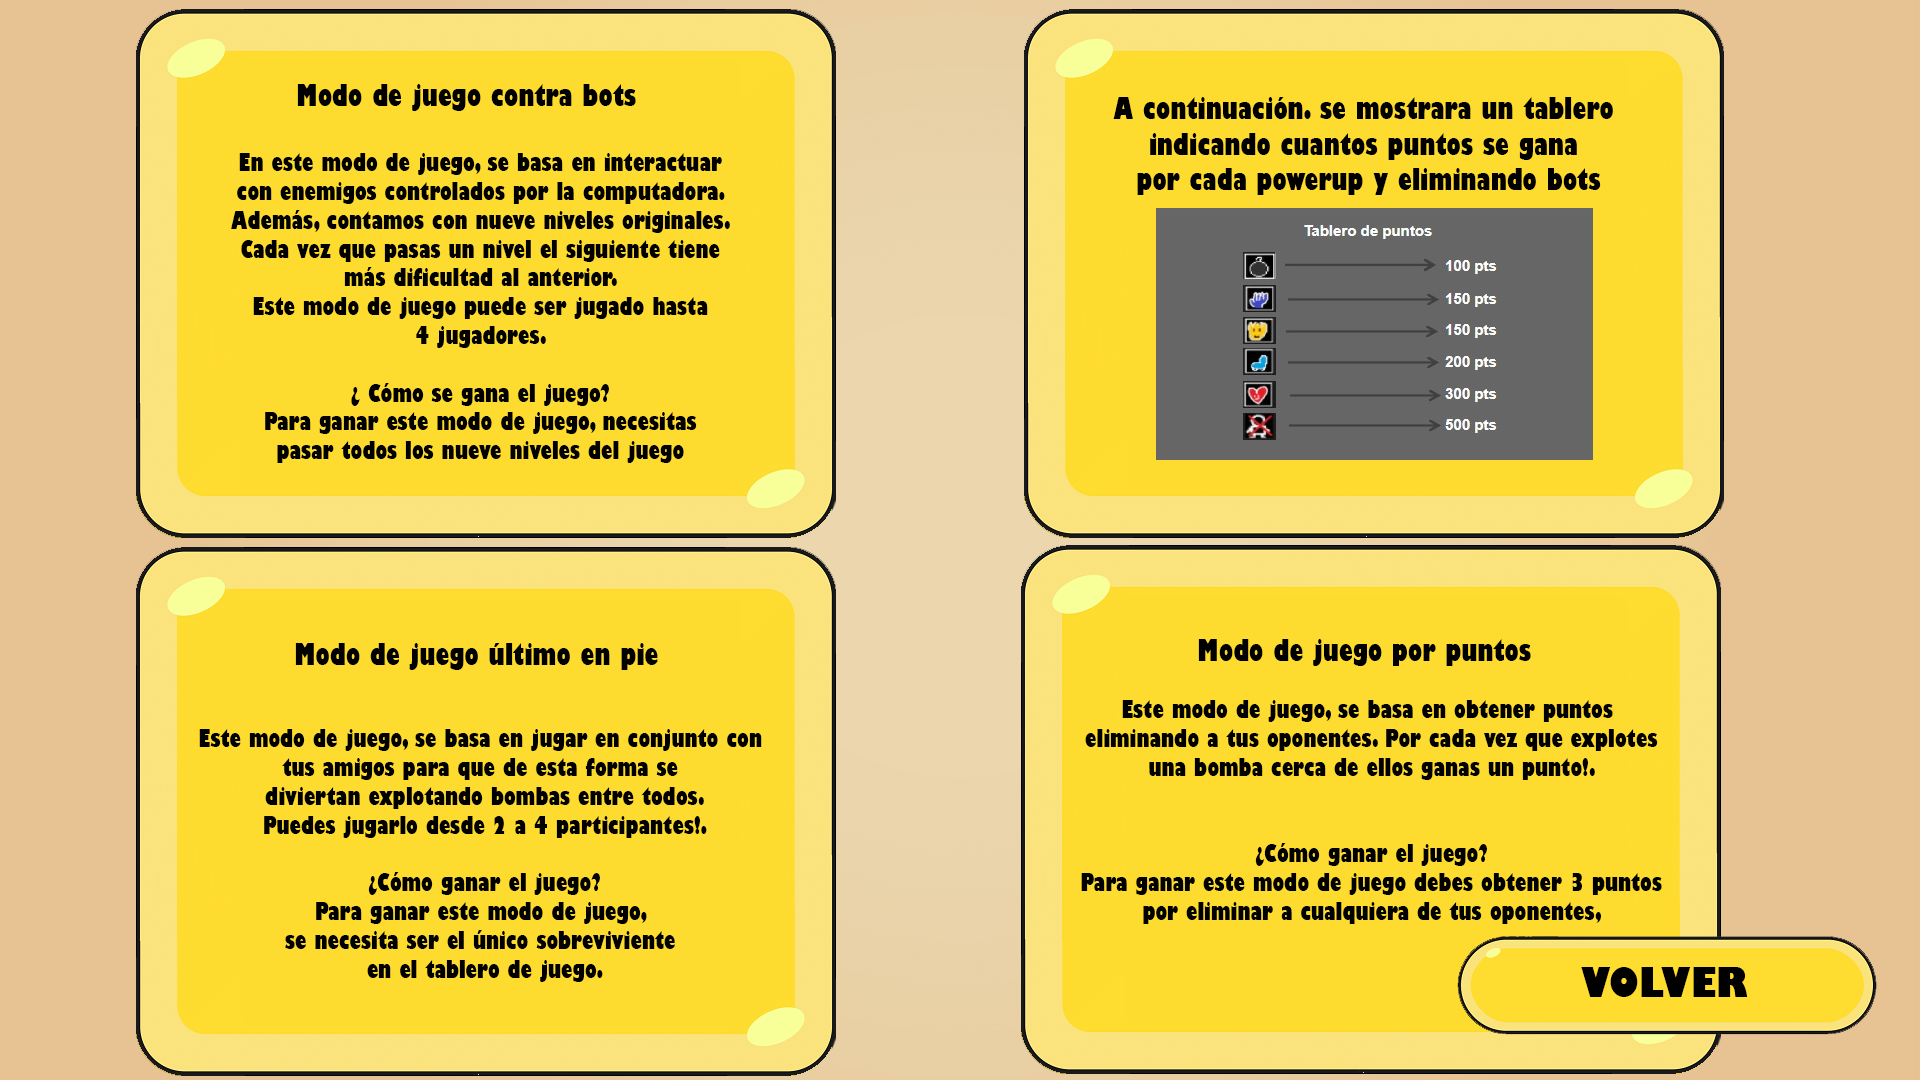 Modo de juego contra bots
En este modo de juego, se basa en interactuar
con enemigos controlados por la computadora.
Además, contamos con nueve niveles originales.
Cada vez que pasas un nivel el siguiente tiene
más dificultad al anterior.
Este modo de juego puede ser jugado hasta
4 jugadores.
¿ Cómo se gana el juego?
Para ganar este modo de juego, necesitas
pasar todos los nueve niveles del juego
A continuación. se mostrara un tablero
indicando cuantos puntos se gana
por cada powerup y eliminando bots
Tablero de puntos
100 pts
150 pts
150 pts
200 pts
300 pts
500 pts
Modo de juego último en pie
Este modo de juego, se basa en jugar en conjunto con
tus amigos para que de esta forma se
diviertan explotando bombas entre todos.
Puedes jugarlo desde 2 a 4 participantes!.
¿Cómo ganar el juego?
Para ganar este modo de juego,
se necesita ser el único sobreviviente
en el tablero de juego.
Modo de juego por puntos
Este modo de juego, se basa en obtener puntos
eliminando a tus oponentes. Por cada vez que explotes
una bomba cerca de ellos ganas un punto!.
¿Cómo ganar el juego?
Para ganar este modo de juego debes obtener 3 puntos
por eliminar a cualquiera de tus oponentes,
VOLVER